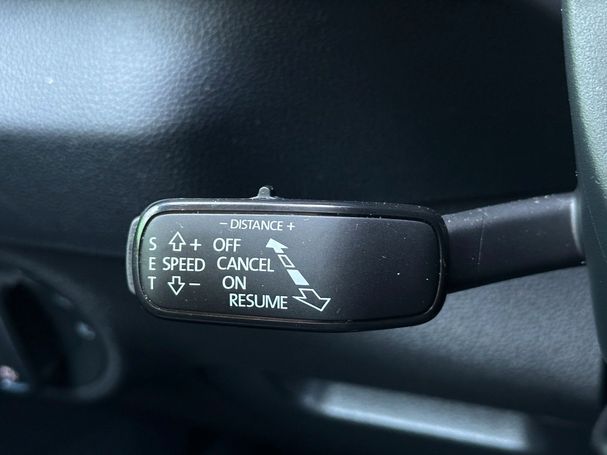 − DISTANCE +
S + OFF
E SPEED CANCEL
T − ON
RESUME